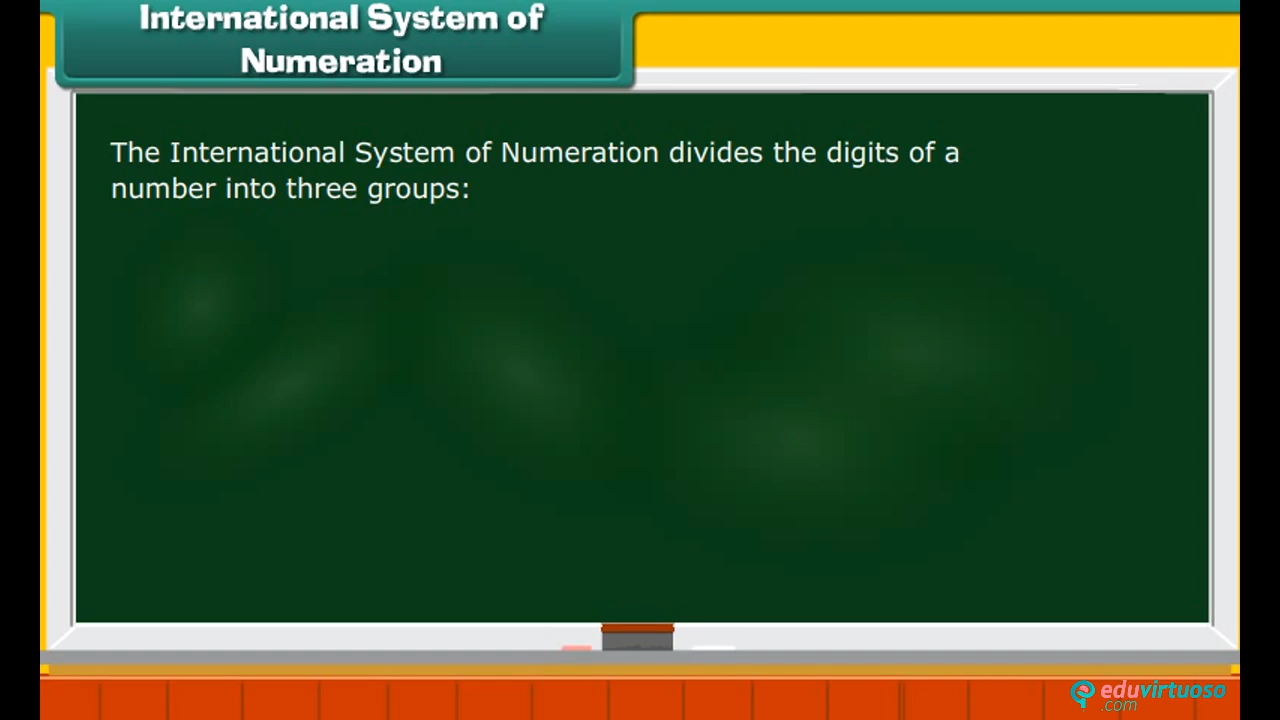 International System of
Numeration
The International System of Numeration divides the digits of a
number into three groups:
eduvirtuoso
.com